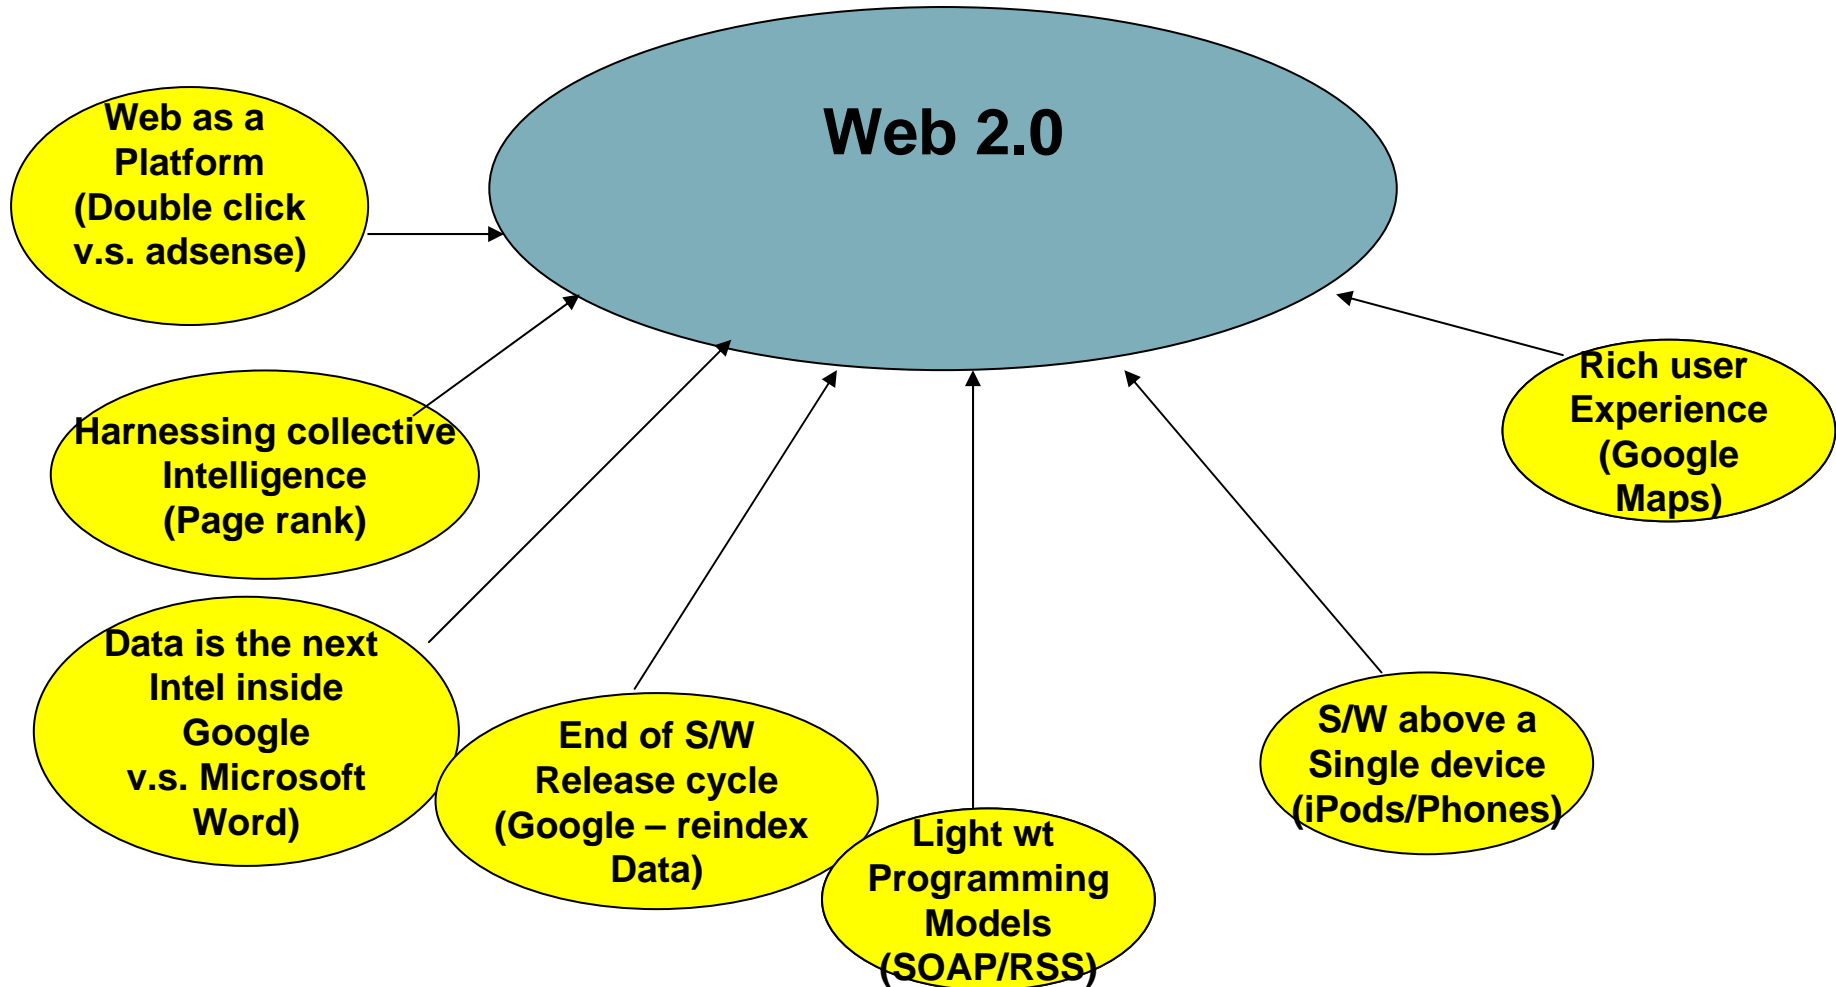 Web 2.0
Web as a
Platform
(Double click
v.s. adsense)
Harnessing collective
Intelligence
(Page rank)
Data is the next
Intel inside
Google
v.s. Microsoft
Word)
End of S/W
Release cycle
(Google – reindex
Data)
Light wt
Programming
Models
(SOAP/RSS)
S/W above a
Single device
(iPods/Phones)
Rich user
Experience
(Google
Maps)